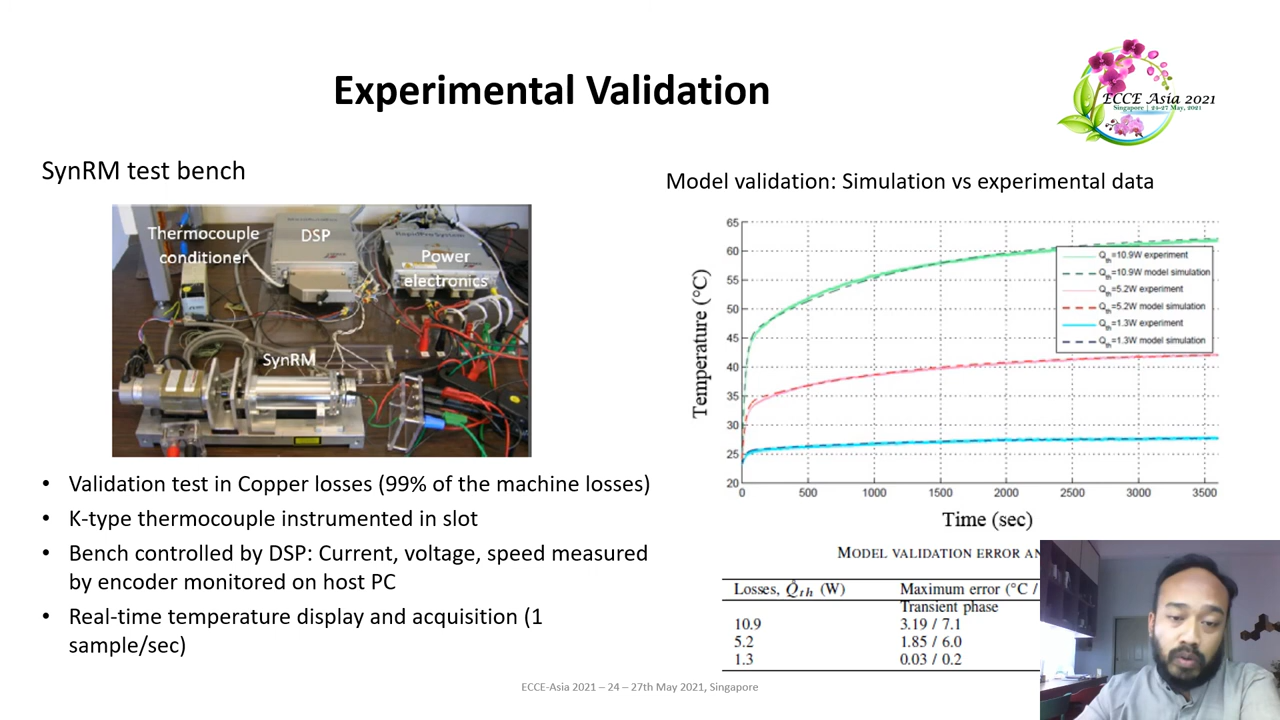 Experimental Validation
ECCE Asia 2021
Singapore | 24-27 May, 2021
SynRM test bench
Thermocouple
conditioner
DSP
Power
electronics
SynRM
• Validation test in Copper losses (99% of the machine losses)
• K-type thermocouple instrumented in slot
• Bench controlled by DSP: Current, voltage, speed measured
by encoder monitored on host PC
• Real-time temperature display and acquisition (1
sample/sec)
Model validation: Simulation vs experimental data
65
60
55
50
45
40
35
30
25
20
Temperature (°C)
Qth=10.9W experiment
Qth=10.9W model simulation
Qth=5.2W experiment
Qth=5.2W model simulation
Qth=1.3W experiment
Qth=1.3W model simulation
0 500 1000 1500 2000 2500 3000 3500
Time (sec)
MODEL VALIDATION ERROR
Losses, Q̇th (W) Maximum error (°C /
Transient phase
10.9 3.19 / 7.1
5.2 1.85 / 6.0
1.3 0.03 / 0.2
ECCE-Asia 2021 – 24 – 27th May 2021, Singapore